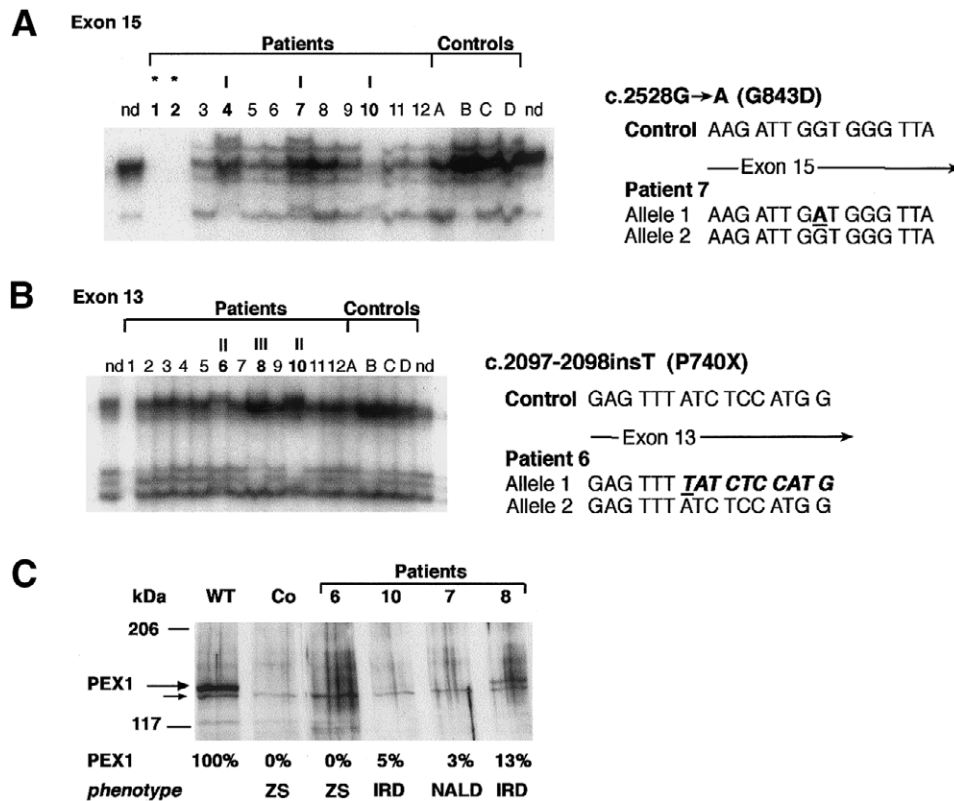 A Exon 15
Patients Controls
* * I I I
nd 1 2 3 4 5 6 7 8 9 10 11 12 A B C D nd
c.2528G→A (G843D)
Control AAG ATT GGT GGG TTA
Exon 15
Patient 7
Allele 1 AAG ATT GAT GGG TTA
Allele 2 AAG ATT GGT GGG TTA
B Exon 13
Patients Controls
II III II
nd 1 2 3 4 5 6 7 8 9 10 11 12 A B C D nd
c.2097-2098insT (P740X)
Control GAG TTT ATC TCC ATG G
Exon 13
Patient 6
Allele 1 GAG TTT TAT CTC CAT G
Allele 2 GAG TTT ATC TCC ATG G
C
Patients
kDa WT Co 6 10 7 8
206
PEX1
117
PEX1 100% 0% 0% 5% 3% 13%
phenotype ZS ZS IRD NALD IRD